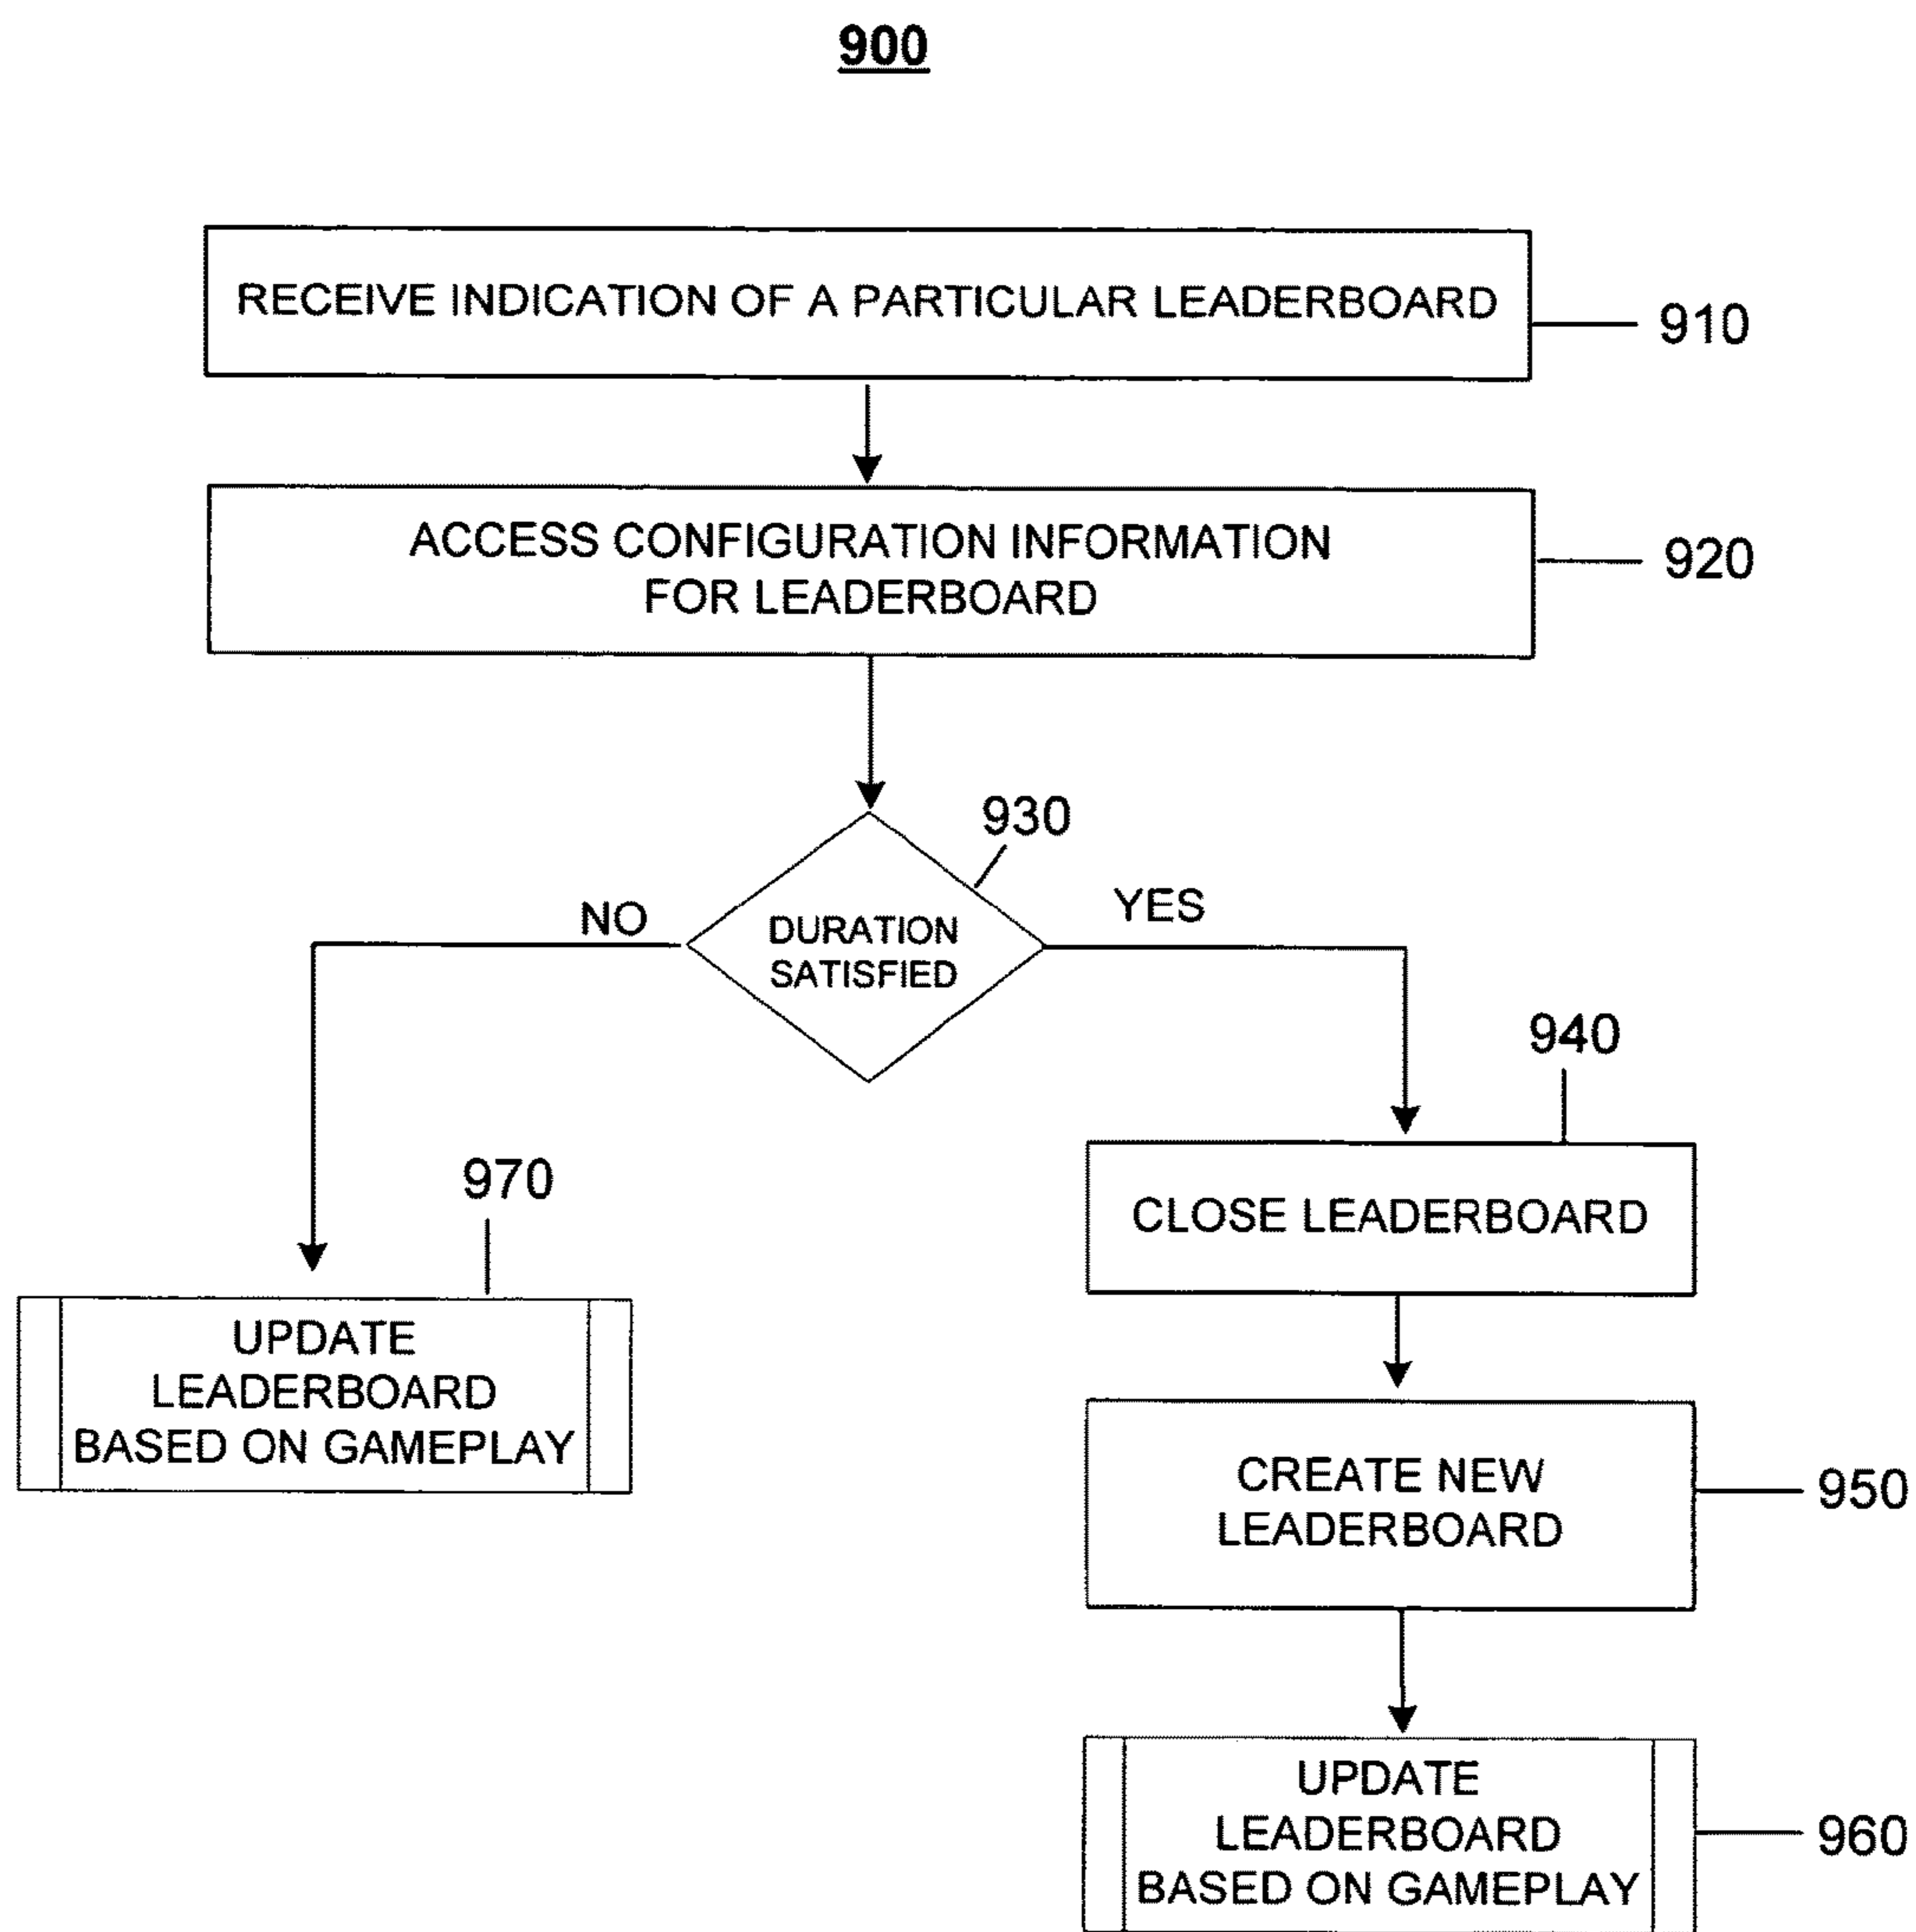 900
RECEIVE INDICATION OF A PARTICULAR LEADERBOARD
910
ACCESS CONFIGURATION INFORMATION
FOR LEADERBOARD
920
930
NO
YES
DURATION
SATISFIED
940
CLOSE LEADERBOARD
970
UPDATE
LEADERBOARD
BASED ON GAMEPLAY
CREATE NEW
LEADERBOARD
950
UPDATE
LEADERBOARD
BASED ON GAMEPLAY
960